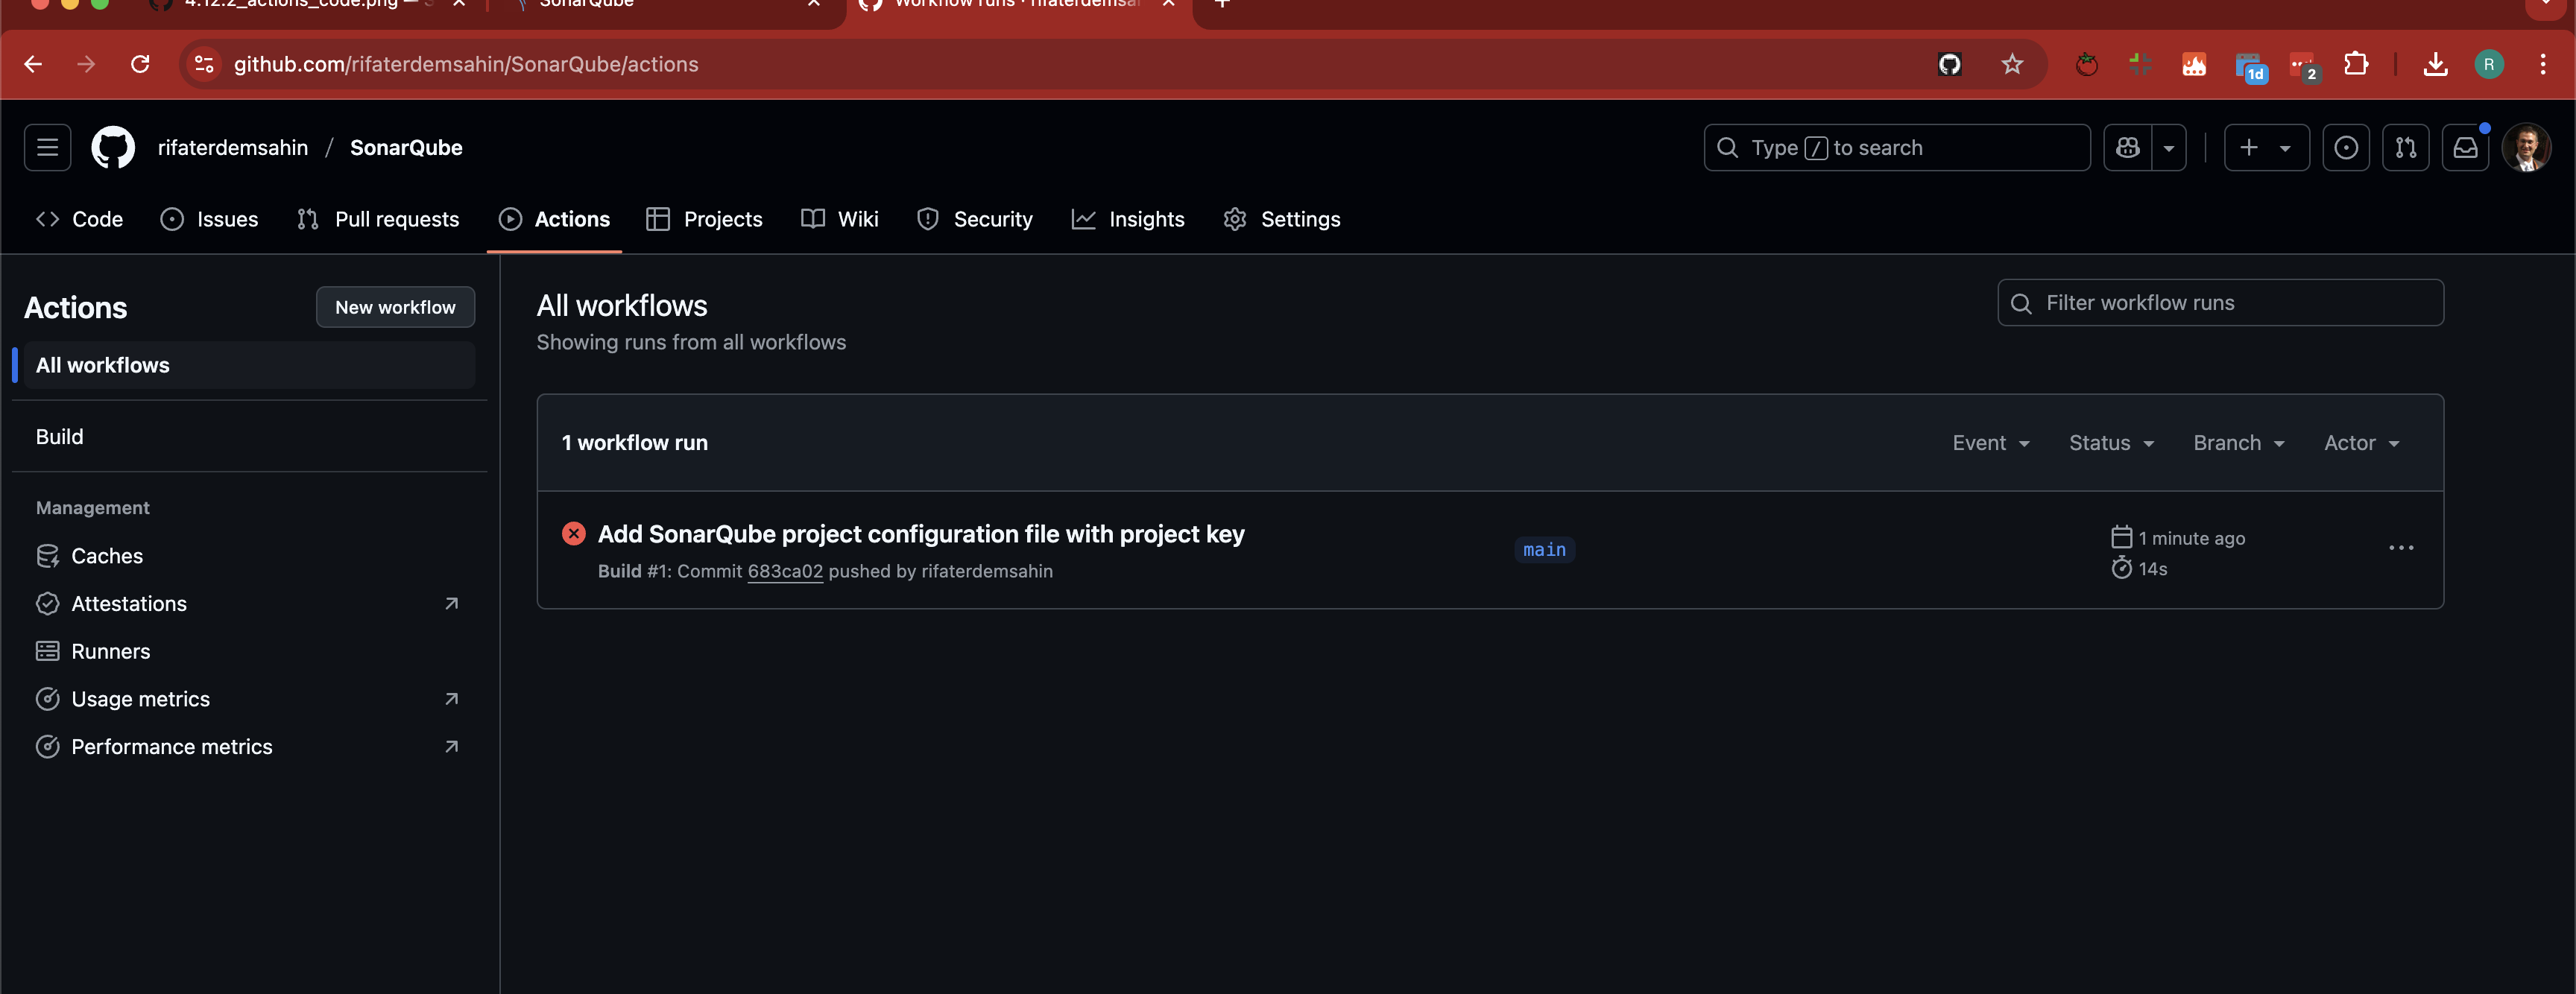 4.12.2_actions_code.png —
SonarQube
Workflow runs · rifaterdemsah
github.com/rifaterdemsahin/SonarQube/actions
1d
2
R
rifaterdemsahin / SonarQube
Type / to search
Code
Issues
Pull requests
Actions
Projects
Wiki
Security
Insights
Settings
Actions
New workflow
All workflows
Build
Management
Caches
Attestations
Runners
Usage metrics
Performance metrics
All workflows
Showing runs from all workflows
Filter workflow runs
1 workflow run
Event
Status
Branch
Actor
Add SonarQube project configuration file with project key
Build #1: Commit 683ca02 pushed by rifaterdemsahin
main
1 minute ago
14s